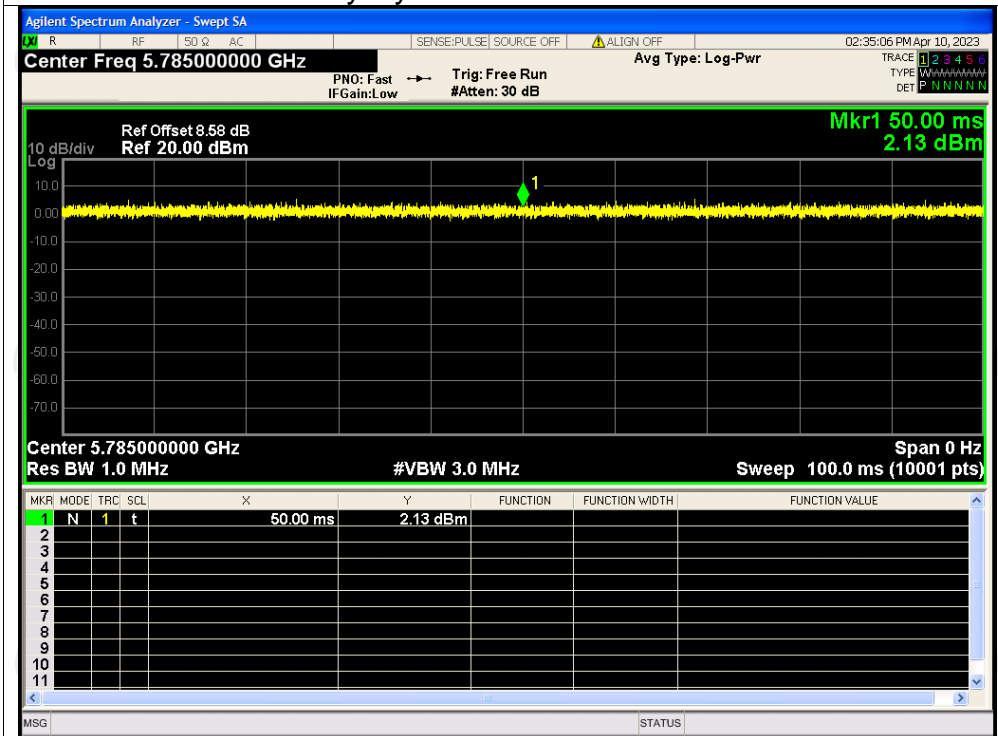 Agilent Spectrum Analyzer - Swept SA
LXI R RF 50 Ω AC SENSE:PULSE SOURCE OFF ALIGN OFF 02:35:06 PM Apr 10, 2023
Center Freq 5.785000000 GHz
Avg Type: Log-Pwr
TRACE 1 2 3 4 5 6
TYPE W
DET P N N N N N
PNO: Fast Trig: Free Run
IFGain:Low #Atten: 30 dB
Mkr1 50.00 ms
2.13 dBm
Ref Offset 8.58 dB
10 dB/div Ref 20.00 dBm
Log
10.0
1
0.00
-10.0
-20.0
-30.0
-40.0
-50.0
-60.0
-70.0
Center 5.785000000 GHz Span 0 Hz
Res BW 1.0 MHz #VBW 3.0 MHz Sweep 100.0 ms (10001 pts)
MKR MODE TRC SCL X Y FUNCTION FUNCTION WIDTH FUNCTION VALUE
1 N 1 t 50.00 ms 2.13 dBm
2
3
4
5
6
7
8
9
10
11
MSG STATUS